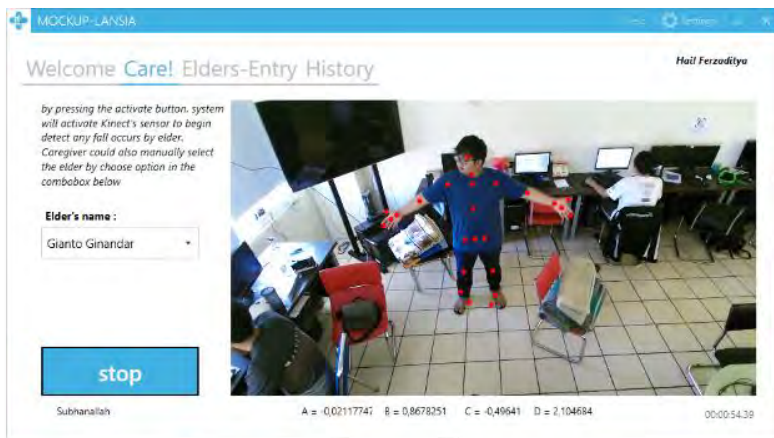 MOCKUP-LANSIA
Settings
Welcome Care! Elders-Entry History
Hail Ferzaditya
by pressing the activate button. system
will activate Kinect's sensor to begin
detect any fall occurs by elder.
Caregiver could also manually select
the elder by choose option in the
combobox below
Elder's name :
Gianto Ginandar
stop
Subhanallah
A = -0,02117747 B = 0,8678251 C = -0,49641 D = 2,104684
00:00:54.39